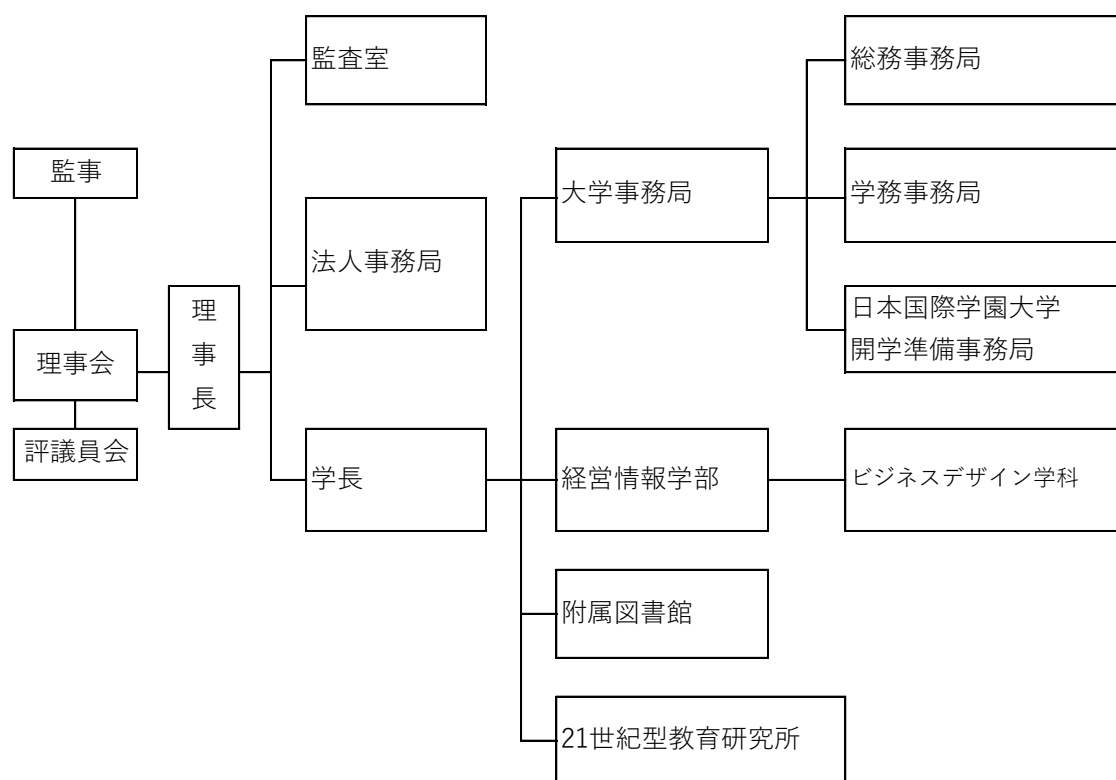 監査室
総務事務局
監事
大学事務局
学務事務局
法人事務局
理
事
長
日本国際学園大学
開学準備事務局
理事会
評議員会
学長
経営情報学部
ビジネスデザイン学科
附属図書館
21世紀型教育研究所